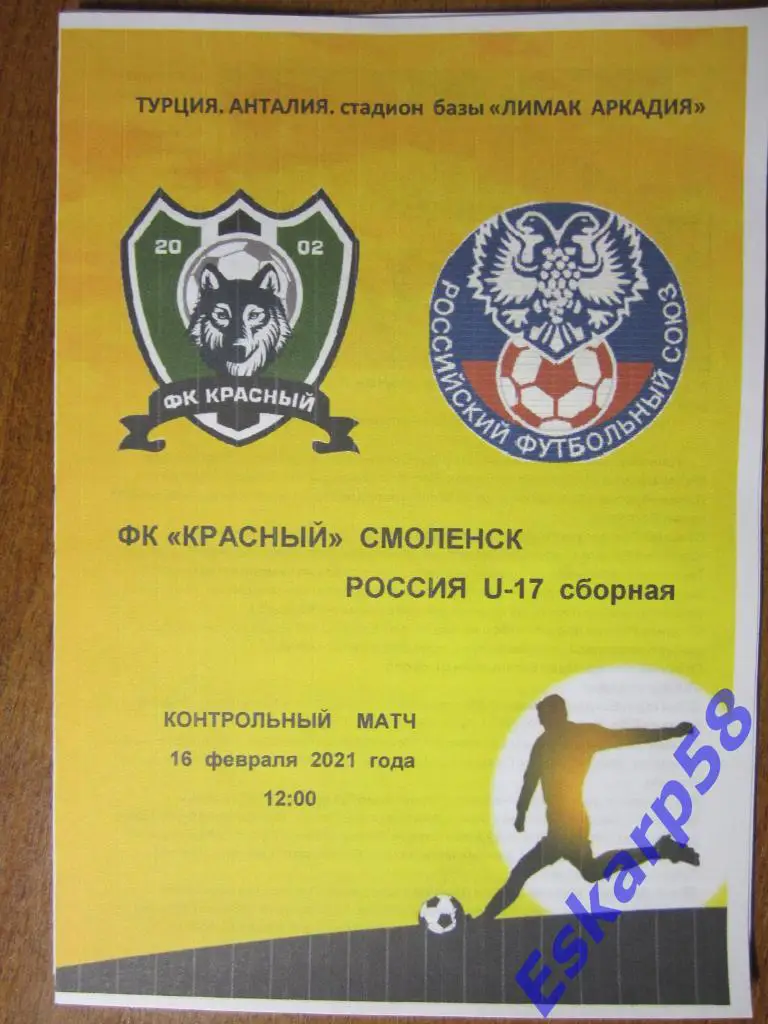 ТУРЦИЯ. АНТАЛИЯ. стадион базы «ЛИМАК АРКАДИЯ»
20 02
ФК КРАСНЫЙ
РОССИЙСКИЙ ФУТБОЛЬНЫЙ СОЮЗ
ФК «КРАСНЫЙ» СМОЛЕНСК
РОССИЯ U-17 сборная
КОНТРОЛЬНЫЙ МАТЧ
16 февраля 2021 года
12:00
Eskarp58